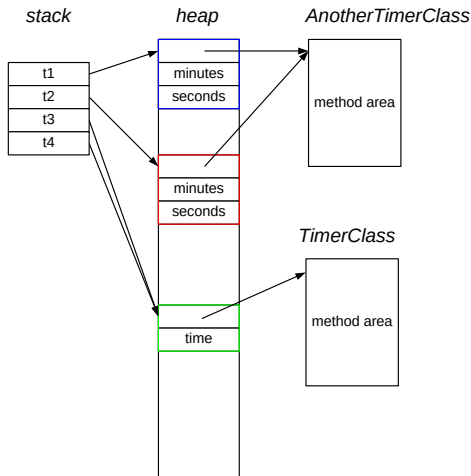 stack
heap
AnotherTimerClass
t1
t2
t3
t4
minutes
seconds
method area
minutes
seconds
TimerClass
method area
time